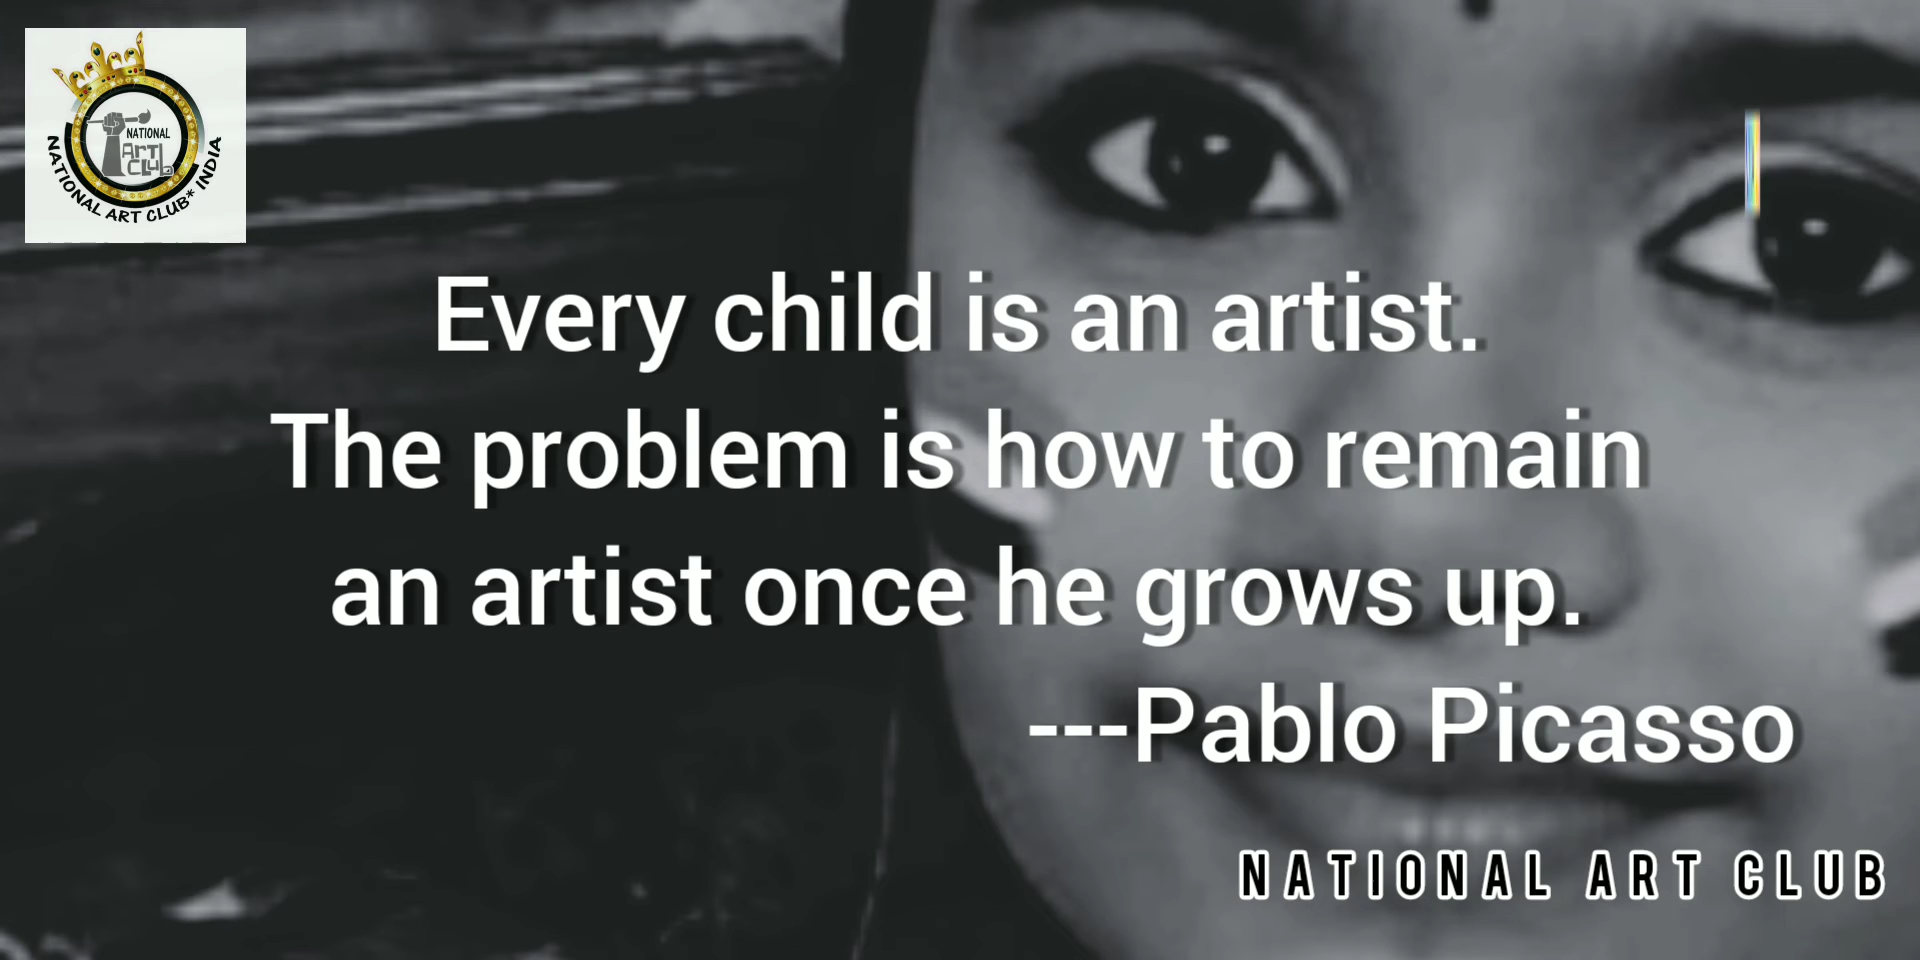 NATIONAL
ART
CLUB
NATIONAL ART CLUB* INDIA
Every child is an artist.
The problem is how to remain
an artist once he grows up.
---Pablo Picasso
NATIONAL ART CLUB